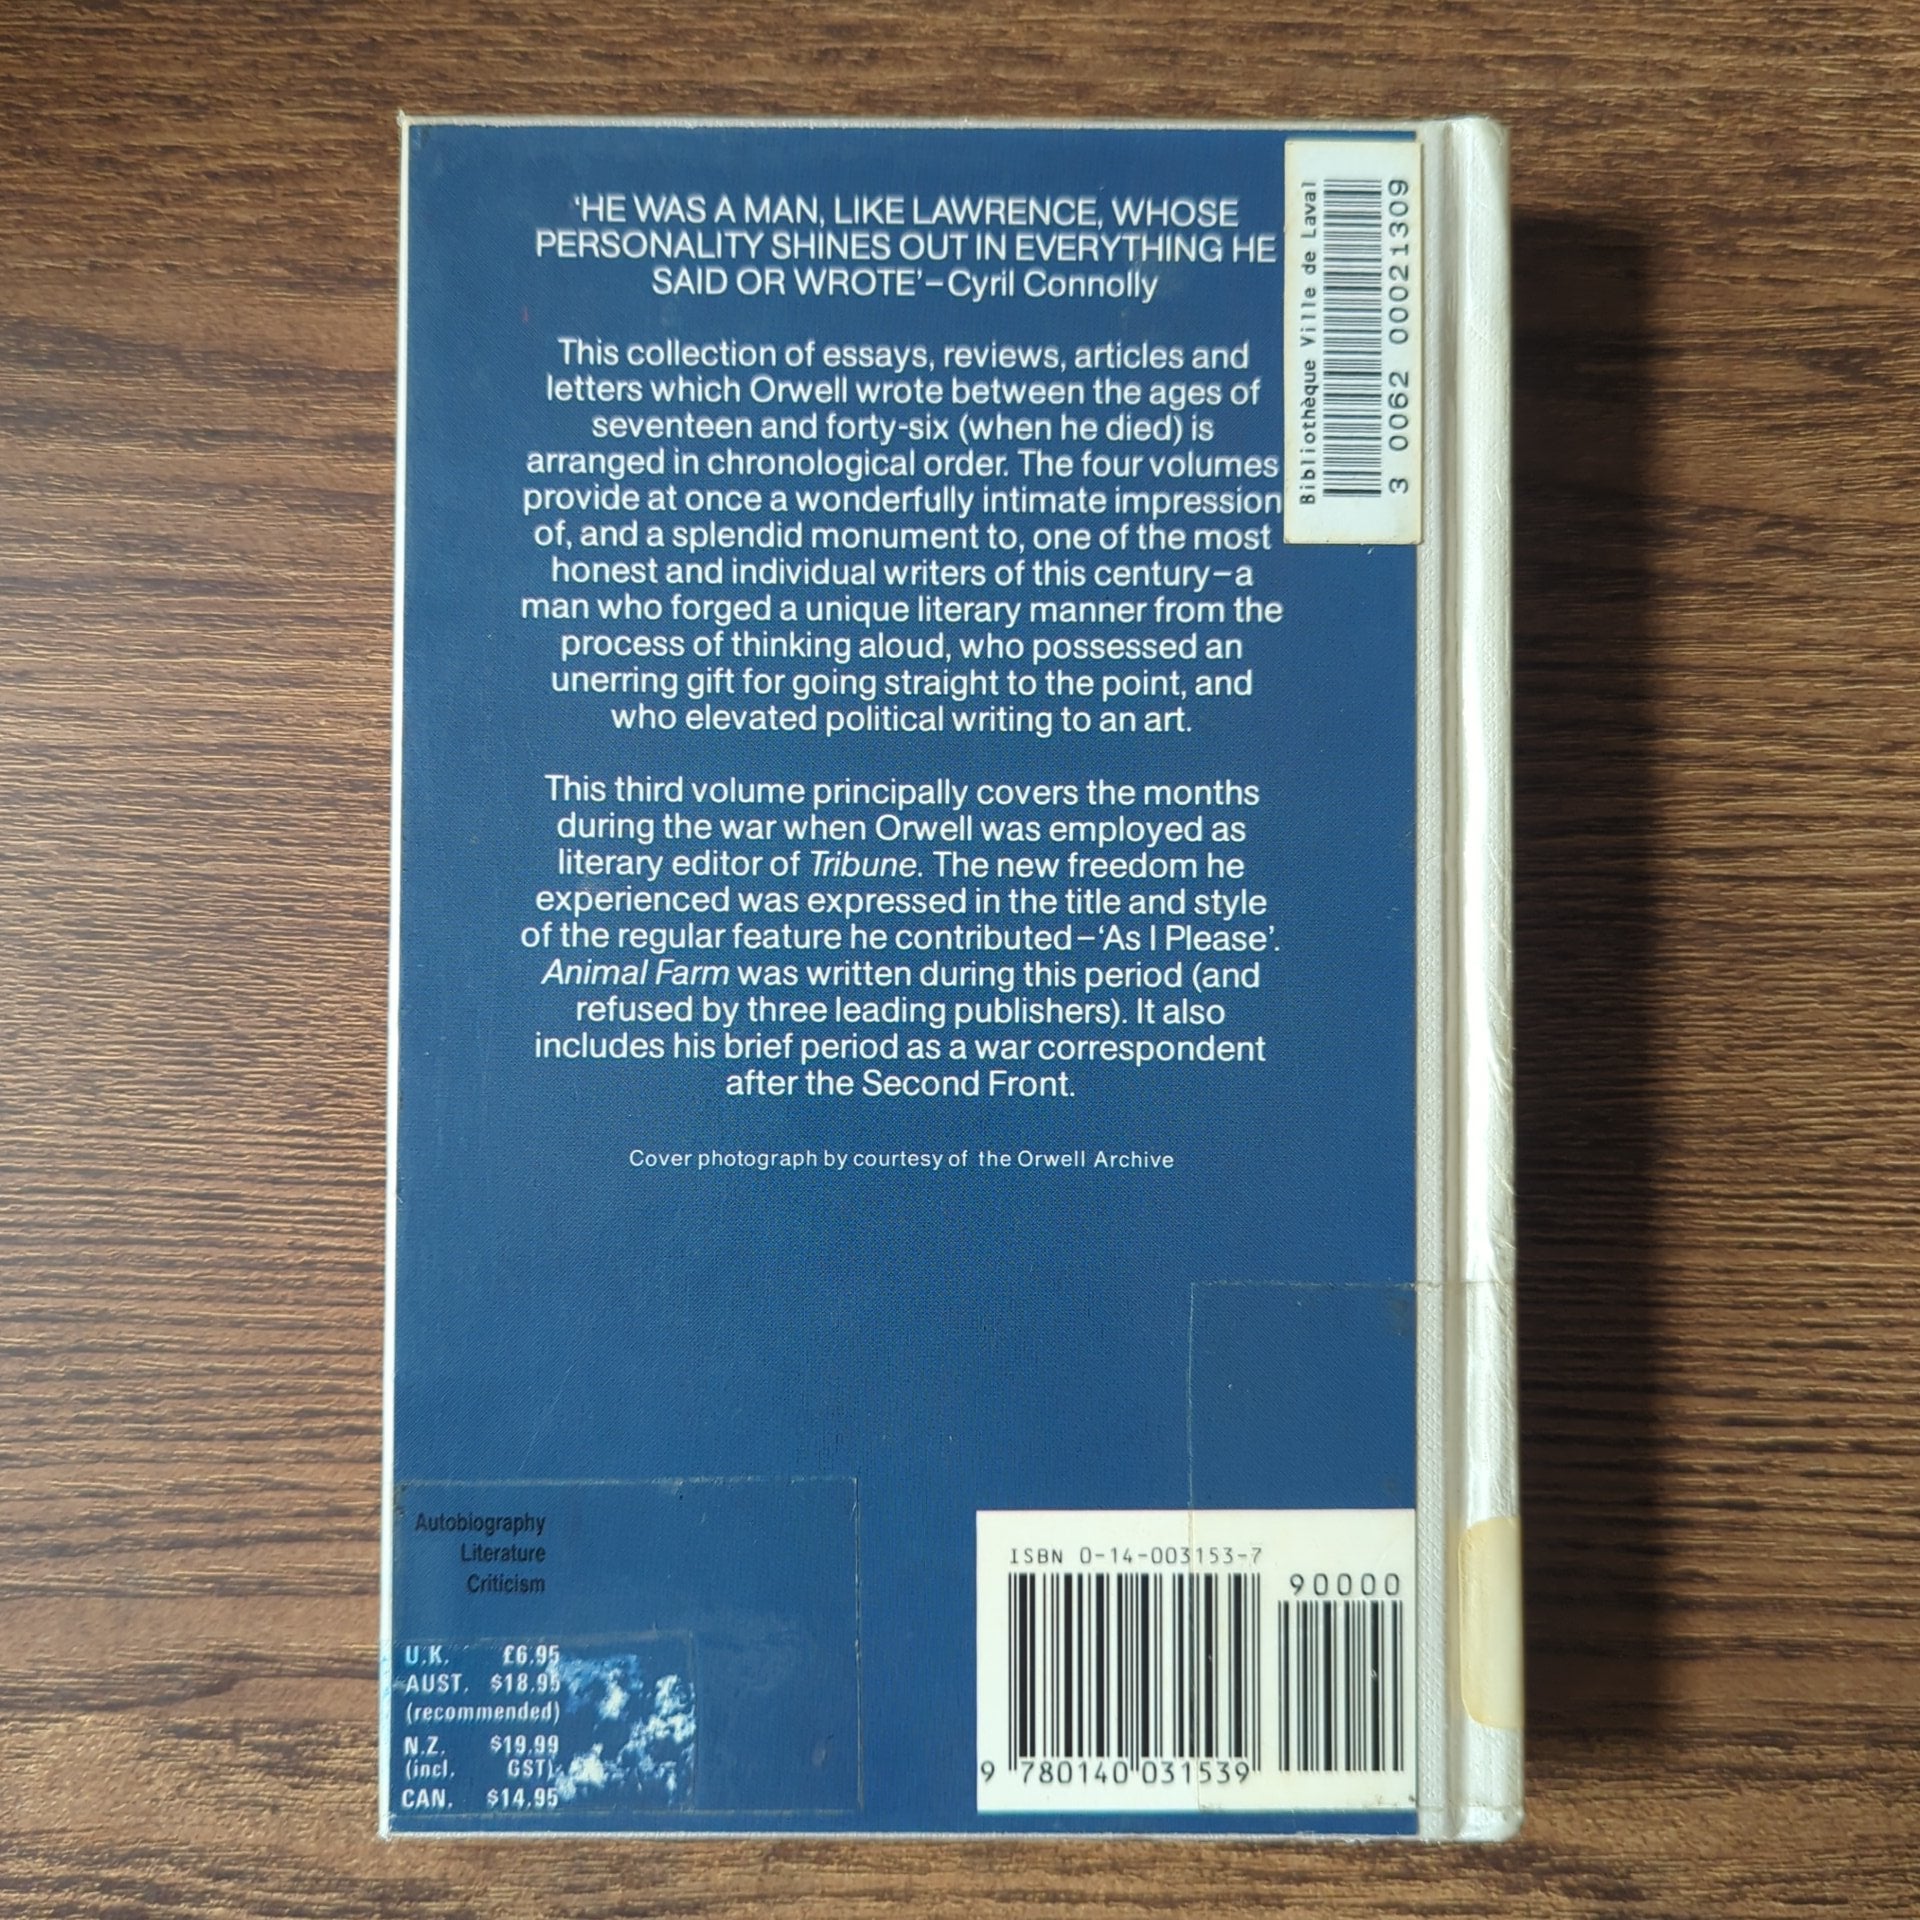 'HE WAS A MAN, LIKE LAWRENCE, WHOSE
PERSONALITY SHINES OUT IN EVERYTHING HE
SAID OR WROTE'–Cyril Connolly
This collection of essays, reviews, articles and
letters which Orwell wrote between the ages of
seventeen and forty-six (when he died) is
arranged in chronological order. The four volumes
provide at once a wonderfully intimate impression
of, and a splendid monument to, one of the most
honest and individual writers of this century–a
man who forged a unique literary manner from the
process of thinking aloud, who possessed an
unerring gift for going straight to the point, and
who elevated political writing to an art.
This third volume principally covers the months
during the war when Orwell was employed as
literary editor of Tribune. The new freedom he
experienced was expressed in the title and style
of the regular feature he contributed–'As I Please'.
Animal Farm was written during this period (and
refused by three leading publishers). It also
includes his brief period as a war correspondent
after the Second Front.
Cover photograph by courtesy of the Orwell Archive
Bibliothèque Ville de Laval
3 0062 00021309
Autobiography
Literature
Criticism
U.K. £6.95
AUST. $18.95
(recommended)
N.Z. $19.99
(incl. GST)
CAN. $14.95
ISBN 0-14-003153-7
90000
9 780140 031539